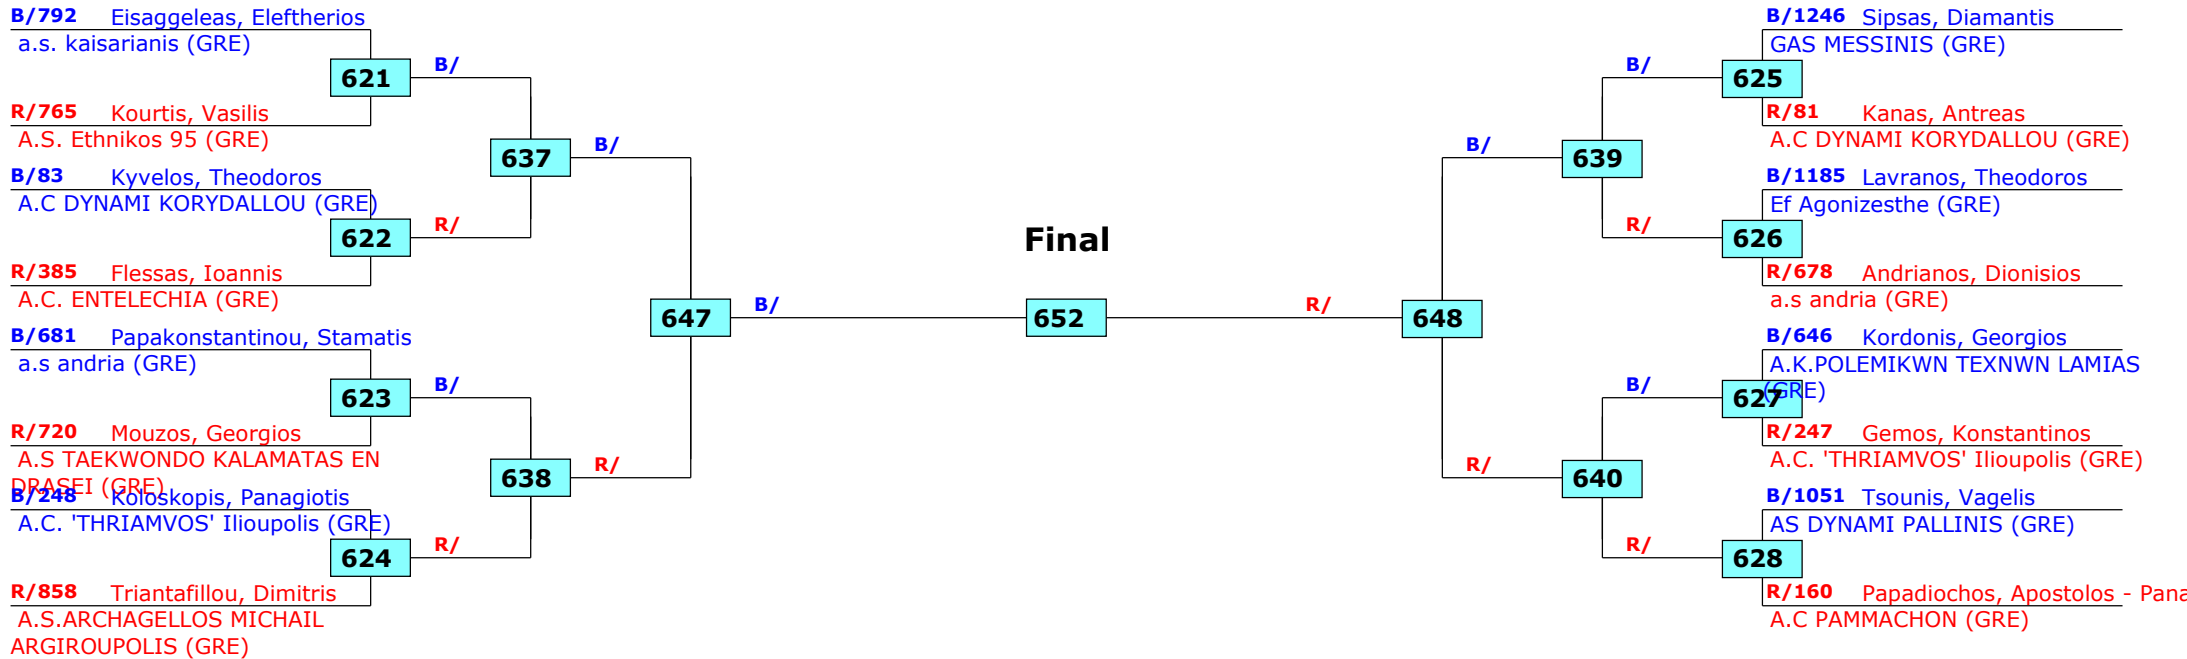 B/792 Eisaggeleas, Eleftherios
a.s. kaisarianis (GRE)
621
B/
R/765 Kourtis, Vasilis
A.S. Ethnikos 95 (GRE)
637
B/
B/83 Kyvelos, Theodoros
A.C DYNAMI KORYDALLOU (GRE)
622
R/
R/385 Flessas, Ioannis
A.C. ENTELECHIA (GRE)
647
B/
B/681 Papakonstantinou, Stamatis
a.s andria (GRE)
623
B/
R/720 Mouzos, Georgios
A.S TAEKWONDO KALAMATAS EN
DRASEI (GRE)
638
R/
B/248 Koloskopis, Panagiotis
A.C. 'THRIAMVOS' Ilioupolis (GRE)
624
R/
R/858 Triantafillou, Dimitris
A.S.ARCHAGELLOS MICHAIL
ARGIROUPOLIS (GRE)
Final
652
B/1246 Sipsas, Diamantis
GAS MESSINIS (GRE)
B/
625
R/81 Kanas, Antreas
A.C DYNAMI KORYDALLOU (GRE)
B/
639
B/1185 Lavranos, Theodoros
Ef Agonizesthe (GRE)
R/
626
R/678 Andrianos, Dionisios
a.s andria (GRE)
R/
648
B/646 Kordonis, Georgios
A.K.POLEMIKWN TEXNWN LAMIAS
(GRE)
B/
627
R/247 Gemos, Konstantinos
A.C. 'THRIAMVOS' Ilioupolis (GRE)
R/
640
B/1051 Tsounis, Vagelis
AS DYNAMI PALLINIS (GRE)
R/
628
R/160 Papadiochos, Apostolos - Pana
A.C PAMMACHON (GRE)